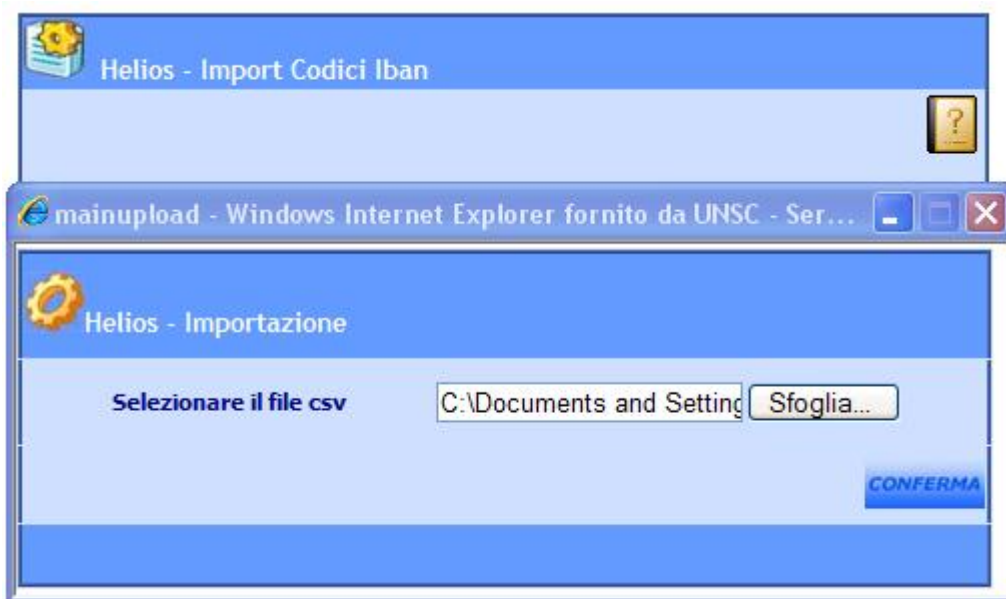 Helios - Import Codici Iban
?
mainupload - Windows Internet Explorer fornito da UNSC - Ser...
Helios - Importazione
Selezionare il file csv C:\Documents and Setting Sfoglia...
CONFERMA